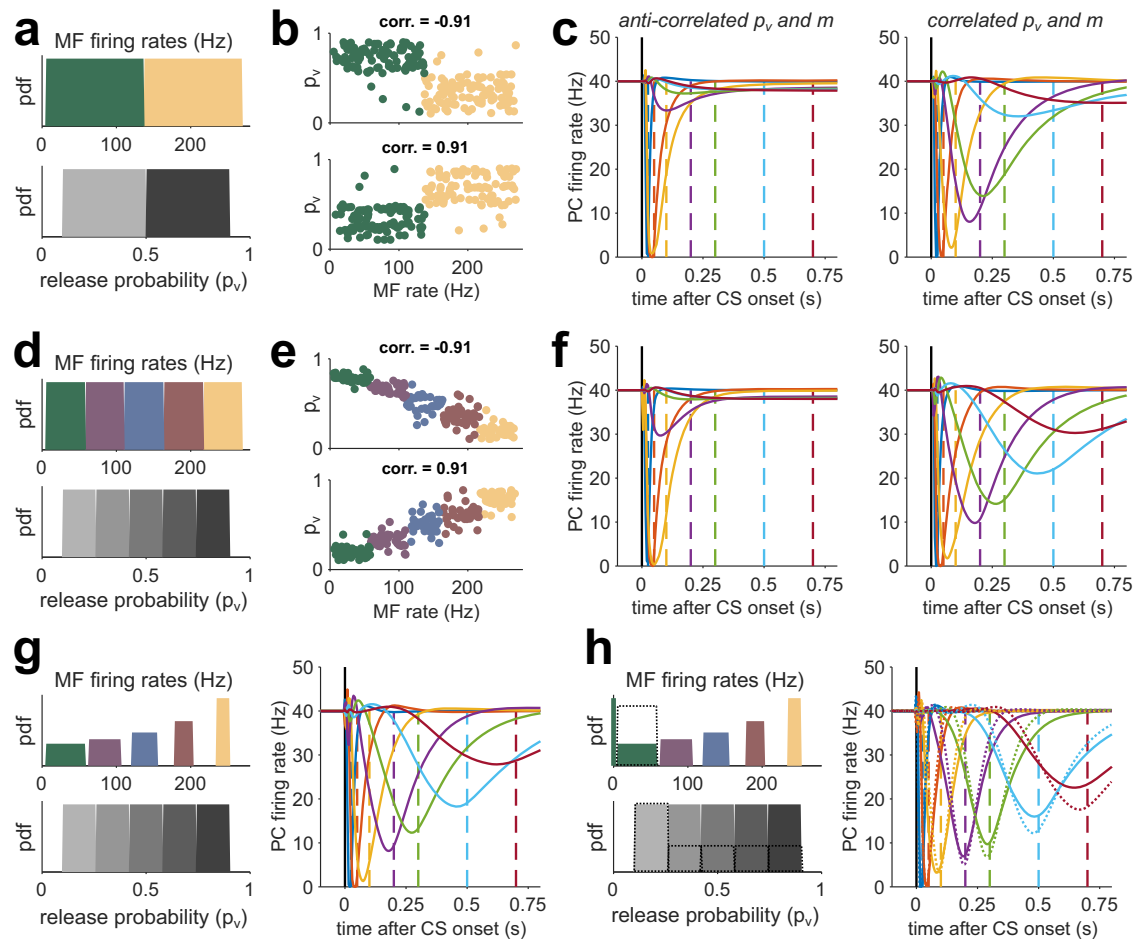 a
MF firing rates (Hz)
pdf
0 100 200
pdf
0 0.5 1
release probability (pv)
b
corr. = -0.91
1
pv
0
corr. = 0.91
1
pv
0
0 100 200
MF rate (Hz)
c
anti-correlated pv and m
50
40
30
20
10
0
PC firing rate (Hz)
0 0.25 0.5 0.75
time after CS onset (s)
correlated pv and m
50
40
30
20
10
0
0 0.25 0.5 0.75
time after CS onset (s)
d
MF firing rates (Hz)
pdf
0 100 200
pdf
0 0.5 1
release probability (pv)
e
corr. = -0.91
1
pv
0
corr. = 0.91
1
pv
0
0 100 200
MF rate (Hz)
f
50
40
30
20
10
0
PC firing rate (Hz)
0 0.25 0.5 0.75
time after CS onset (s)
50
40
30
20
10
0
0 0.25 0.5 0.75
time after CS onset (s)
g
MF firing rates (Hz)
pdf
0 100 200
pdf
0 0.5 1
release probability (pv)
50
40
30
20
10
0
PC firing rate (Hz)
0 0.25 0.5 0.75
time after CS onset (s)
h
MF firing rates (Hz)
pdf
0 100 200
pdf
0 0.5 1
release probability (pv)
50
40
30
20
10
0
PC firing rate (Hz)
0 0.25 0.5 0.75
time after CS onset (s)